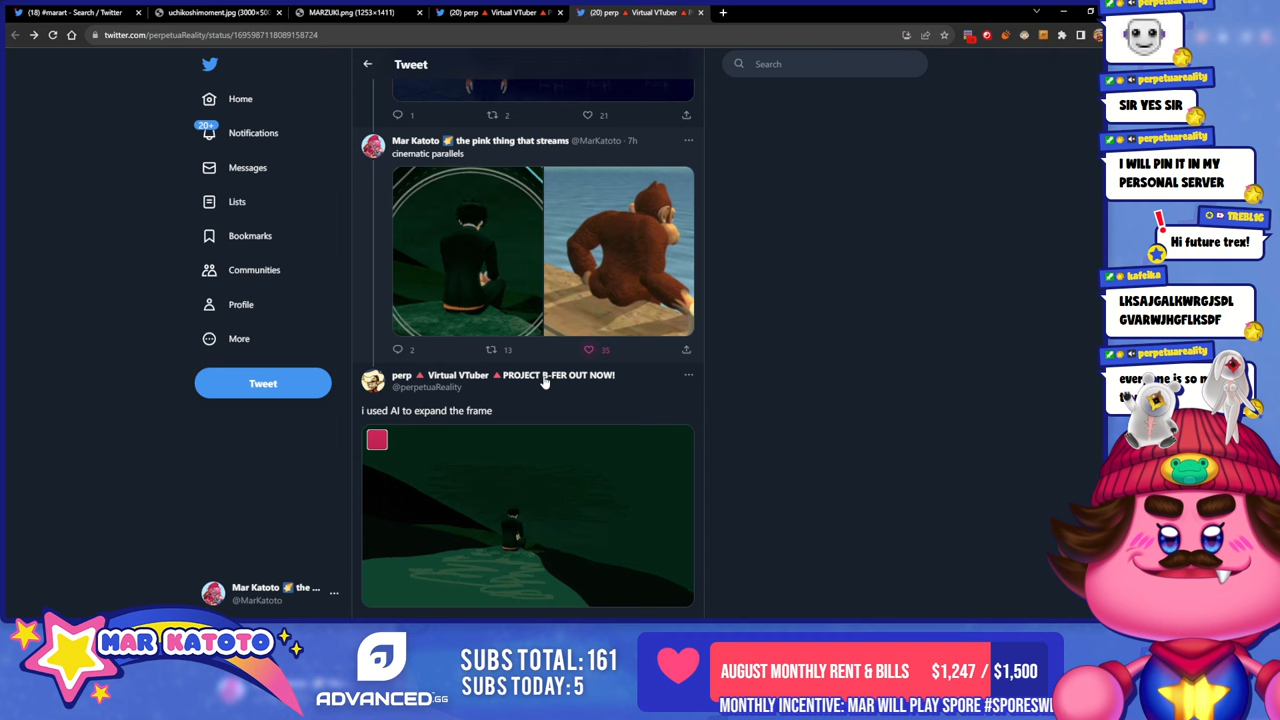 (18) #marart - Search / Twitter
uchikoshimoment.jpg (3000×500
MARZUKI.png (1253×1411)
(20) perp 🔺 Virtual VTuber 🔺 P
(20) perp 🔺 Virtual VTuber 🔺 P
twitter.com/perpetuaReality/status/1695987118089158724
Home
20+
Notifications
Messages
Lists
Bookmarks
Communities
Profile
More
Tweet
Mar Katoto 🌠 the ...
@MarKatoto
Tweet
Search
1
2
21
Mar Katoto 🌠 the pink thing that streams @MarKatoto · 7h
cinematic parallels
2
13
35
perp 🔺 Virtual VTuber 🔺PROJECT B-FER OUT NOW!
@perpetuaReality
i used AI to expand the frame
perpetuareality
SIR YES SIR
perpetuareality
I WILL PIN IT IN MY
PERSONAL SERVER
TREBL1G
Hi future trex!
kafeika
LKSAJGALKWRGJSDL
GVARWJHGFLKSDF
perpetuareality
MAR KATOTO
ADVANCED.GG
SUBS TOTAL: 161
SUBS TODAY: 5
AUGUST MONTHLY RENT & BILLS $1,247 / $1,500
MONTHLY INCENTIVE: MAR WILL PLAY SPORE #SPORESWE